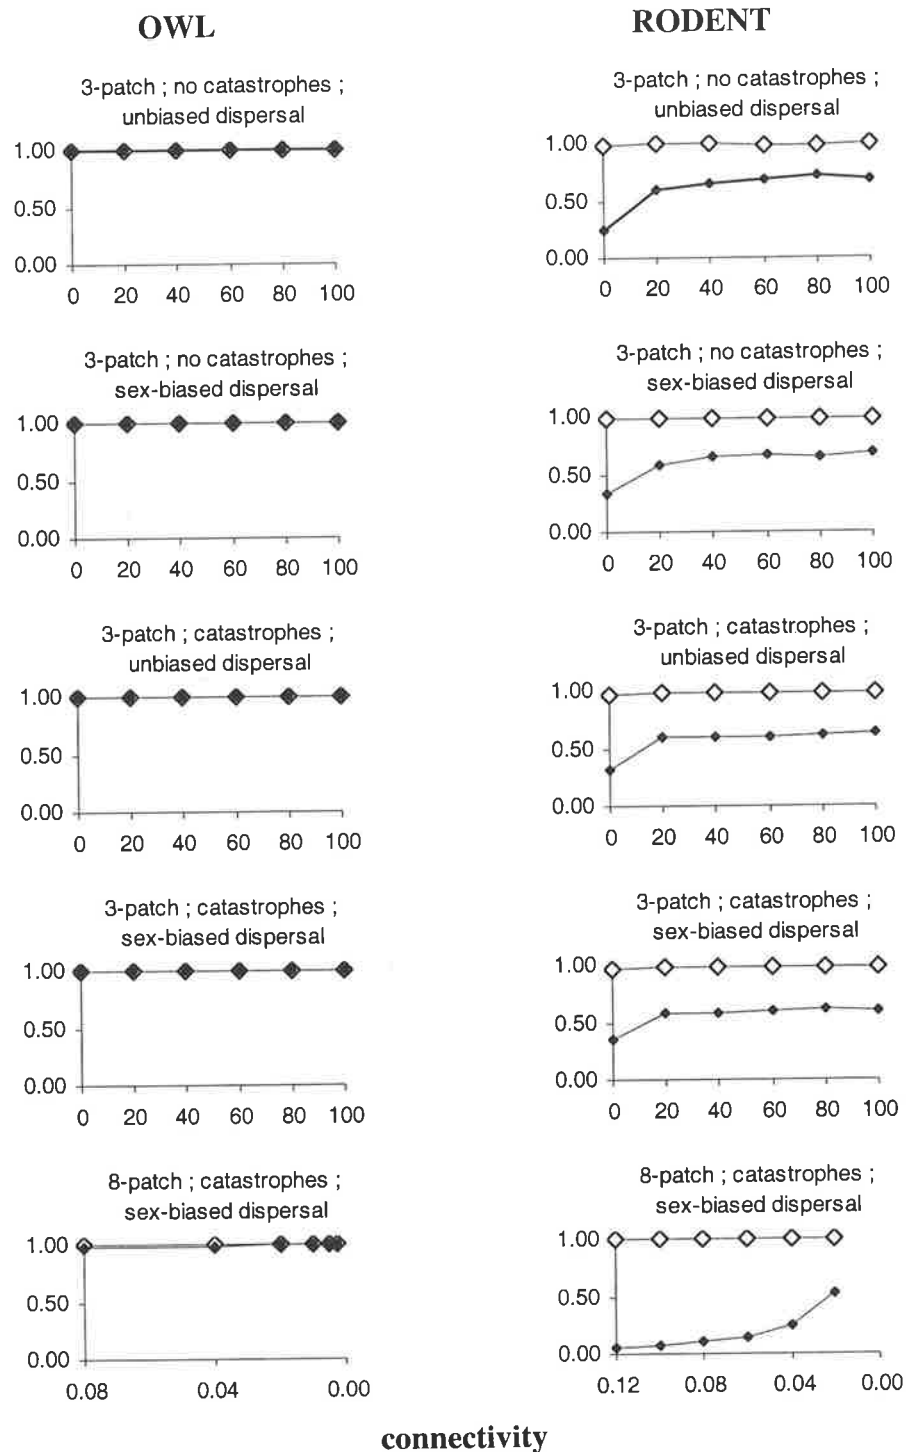 OWL
RODENT
3-patch ; no catastrophes ;
unbiased dispersal
1.00
0.50
0.00
0 20 40 60 80 100
3-patch ; no catastrophes ;
unbiased dispersal
1.00
0.50
0.00
0 20 40 60 80 100
3-patch ; no catastrophes ;
sex-biased dispersal
1.00
0.50
0.00
0 20 40 60 80 100
3-patch ; no catastrophes ;
sex-biased dispersal
1.00
0.50
0.00
0 20 40 60 80 100
3-patch ; catastrophes ;
unbiased dispersal
1.00
0.50
0.00
0 20 40 60 80 100
3-patch ; catastrophes ;
unbiased dispersal
1.00
0.50
0.00
0 20 40 60 80 100
3-patch ; catastrophes ;
sex-biased dispersal
1.00
0.50
0.00
0 20 40 60 80 100
3-patch ; catastrophes ;
sex-biased dispersal
1.00
0.50
0.00
0 20 40 60 80 100
8-patch ; catastrophes ;
sex-biased dispersal
1.00
0.50
0.00
0.08 0.04 0.00
8-patch ; catastrophes ;
sex-biased dispersal
1.00
0.50
0.00
0.12 0.08 0.04 0.00
connectivity